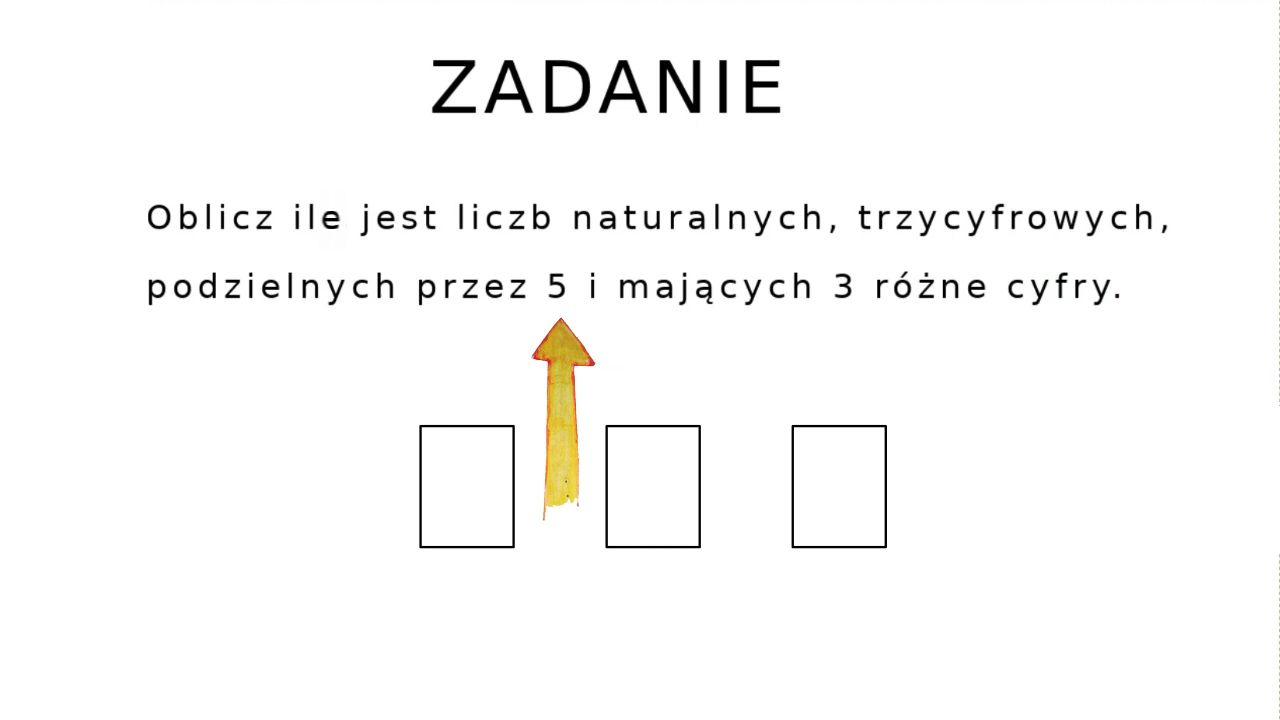 ZADANIE
Oblicz ile jest liczb naturalnych, trzycyfrowych,
podzielnych przez 5 i mających 3 różne cyfry.